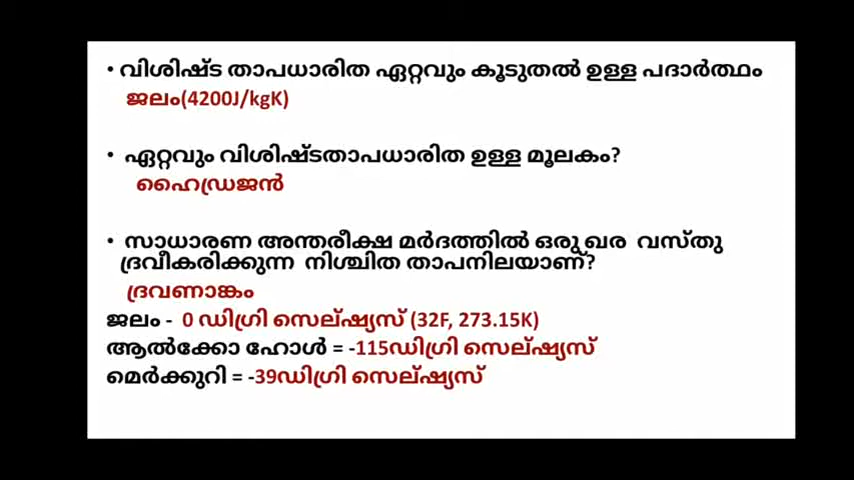 • വിശിഷ്ട താപധാരിത ഏറ്റവും കൂടുതൽ ഉള്ള പദാർത്ഥം
ജലം(4200J/kgK)
• ഏറ്റവും വിശിഷ്ടതാപധാരിത ഉള്ള മൂലകം?
ഹൈഡ്രജൻ
• സാധാരണ അന്തരീക്ഷ മർദത്തിൽ ഒരു ഖര വസ്തു
ദ്രവീകരിക്കുന്ന നിശ്ചിത താപനിലയാണ്?
ദ്രവണാങ്കം
ജലം - 0 ഡിഗ്രി സെല്ഷ്യസ് (32F, 273.15K)
ആൽക്കോ ഹോൾ = -115ഡിഗ്രി സെല്ഷ്യസ്
മെർക്കുറി = -39ഡിഗ്രി സെല്ഷ്യസ്